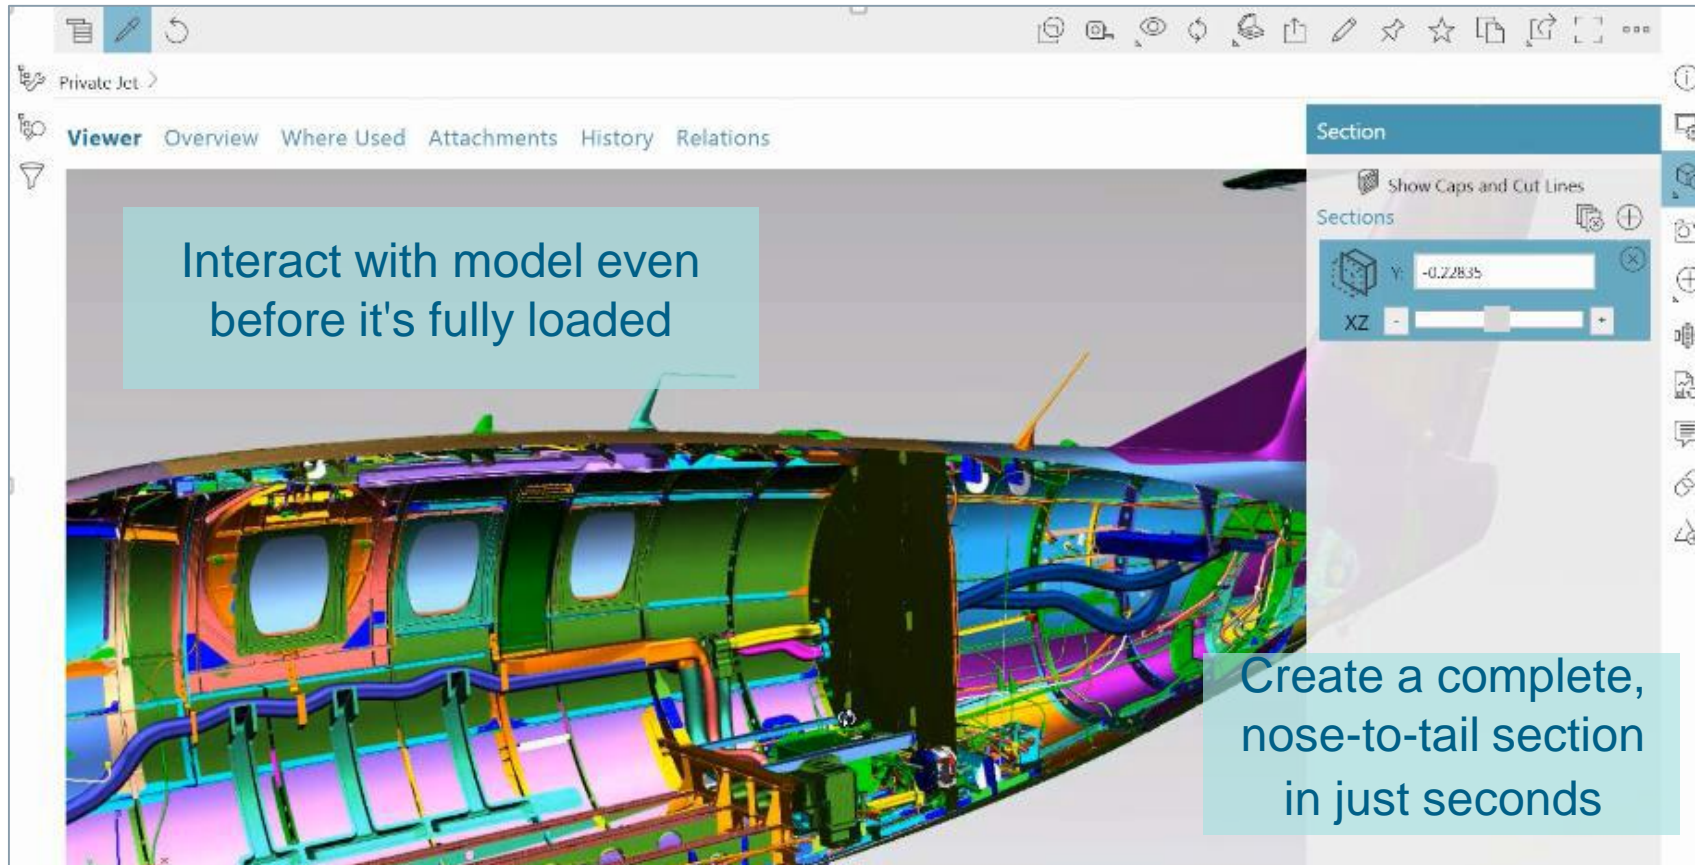 Private Jet
Viewer Overview Where Used Attachments History Relations
Section
Show Caps and Cut Lines
Sections
Y: -0.22835
XZ - +
Interact with model even
before it's fully loaded
Create a complete,
nose-to-tail section
in just seconds